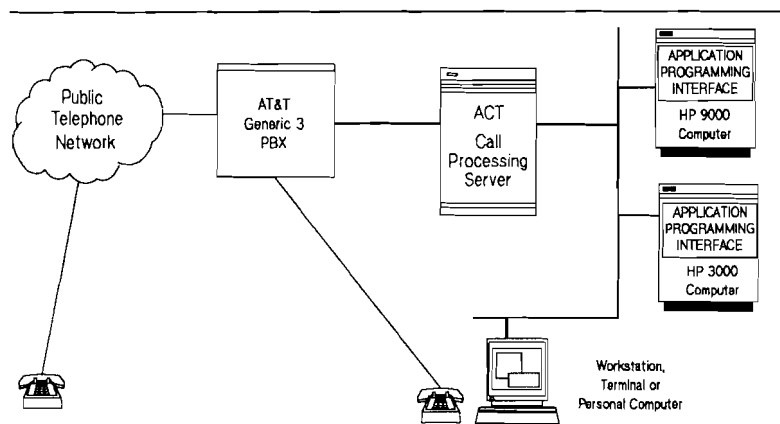 Public
Telephone
Network
AT&T
Generic 3
PBX
ACT
Call
Processing
Server
APPLICATION
PROGRAMMING
INTERFACE
HP 9000
Computer
APPLICATION
PROGRAMMING
INTERFACE
HP 3000
Computer
Workstation,
Terminal or
Personal Computer